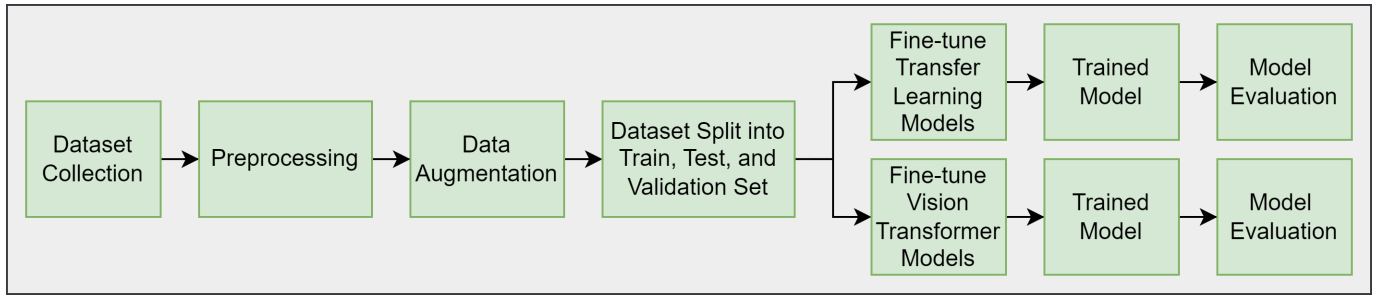 Dataset
Collection
Preprocessing
Data
Augmentation
Dataset Split into
Train, Test, and
Validation Set
Fine-tune
Transfer
Learning
Models
Trained
Model
Model
Evaluation
Fine-tune
Vision
Transformer
Models
Trained
Model
Model
Evaluation